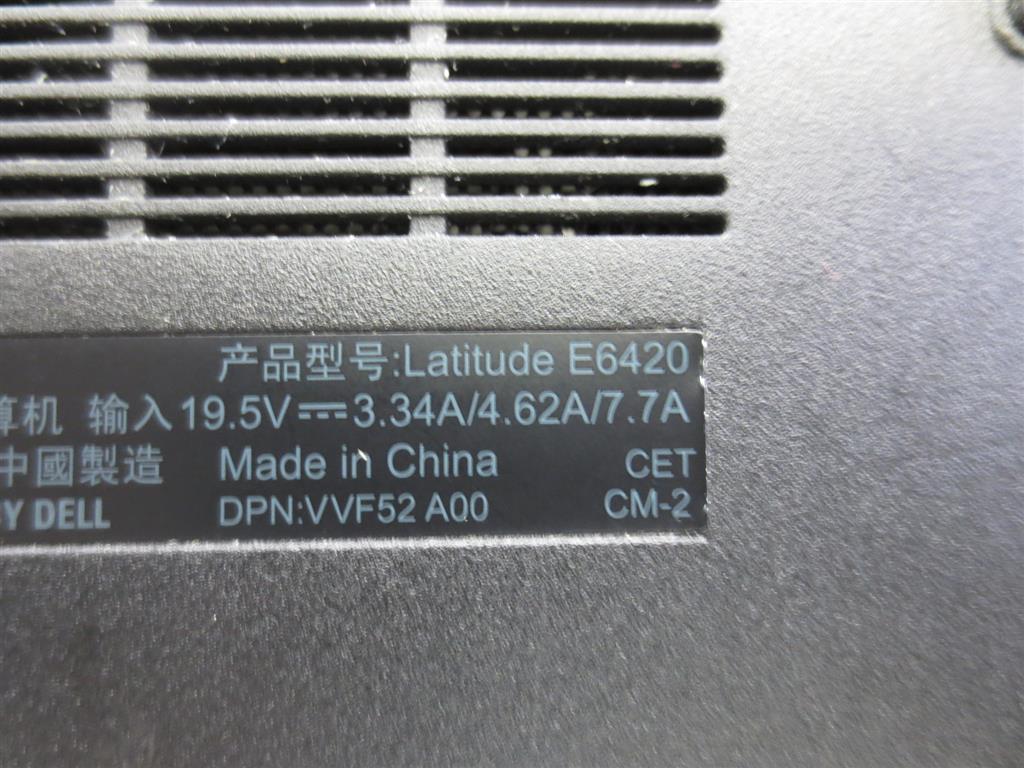 产品型号:Latitude E6420
算机 输入19.5V⎓3.34A/4.62A/7.7A
中國製造 Made in China CET
BY DELL DPN:VVF52 A00 CM-2